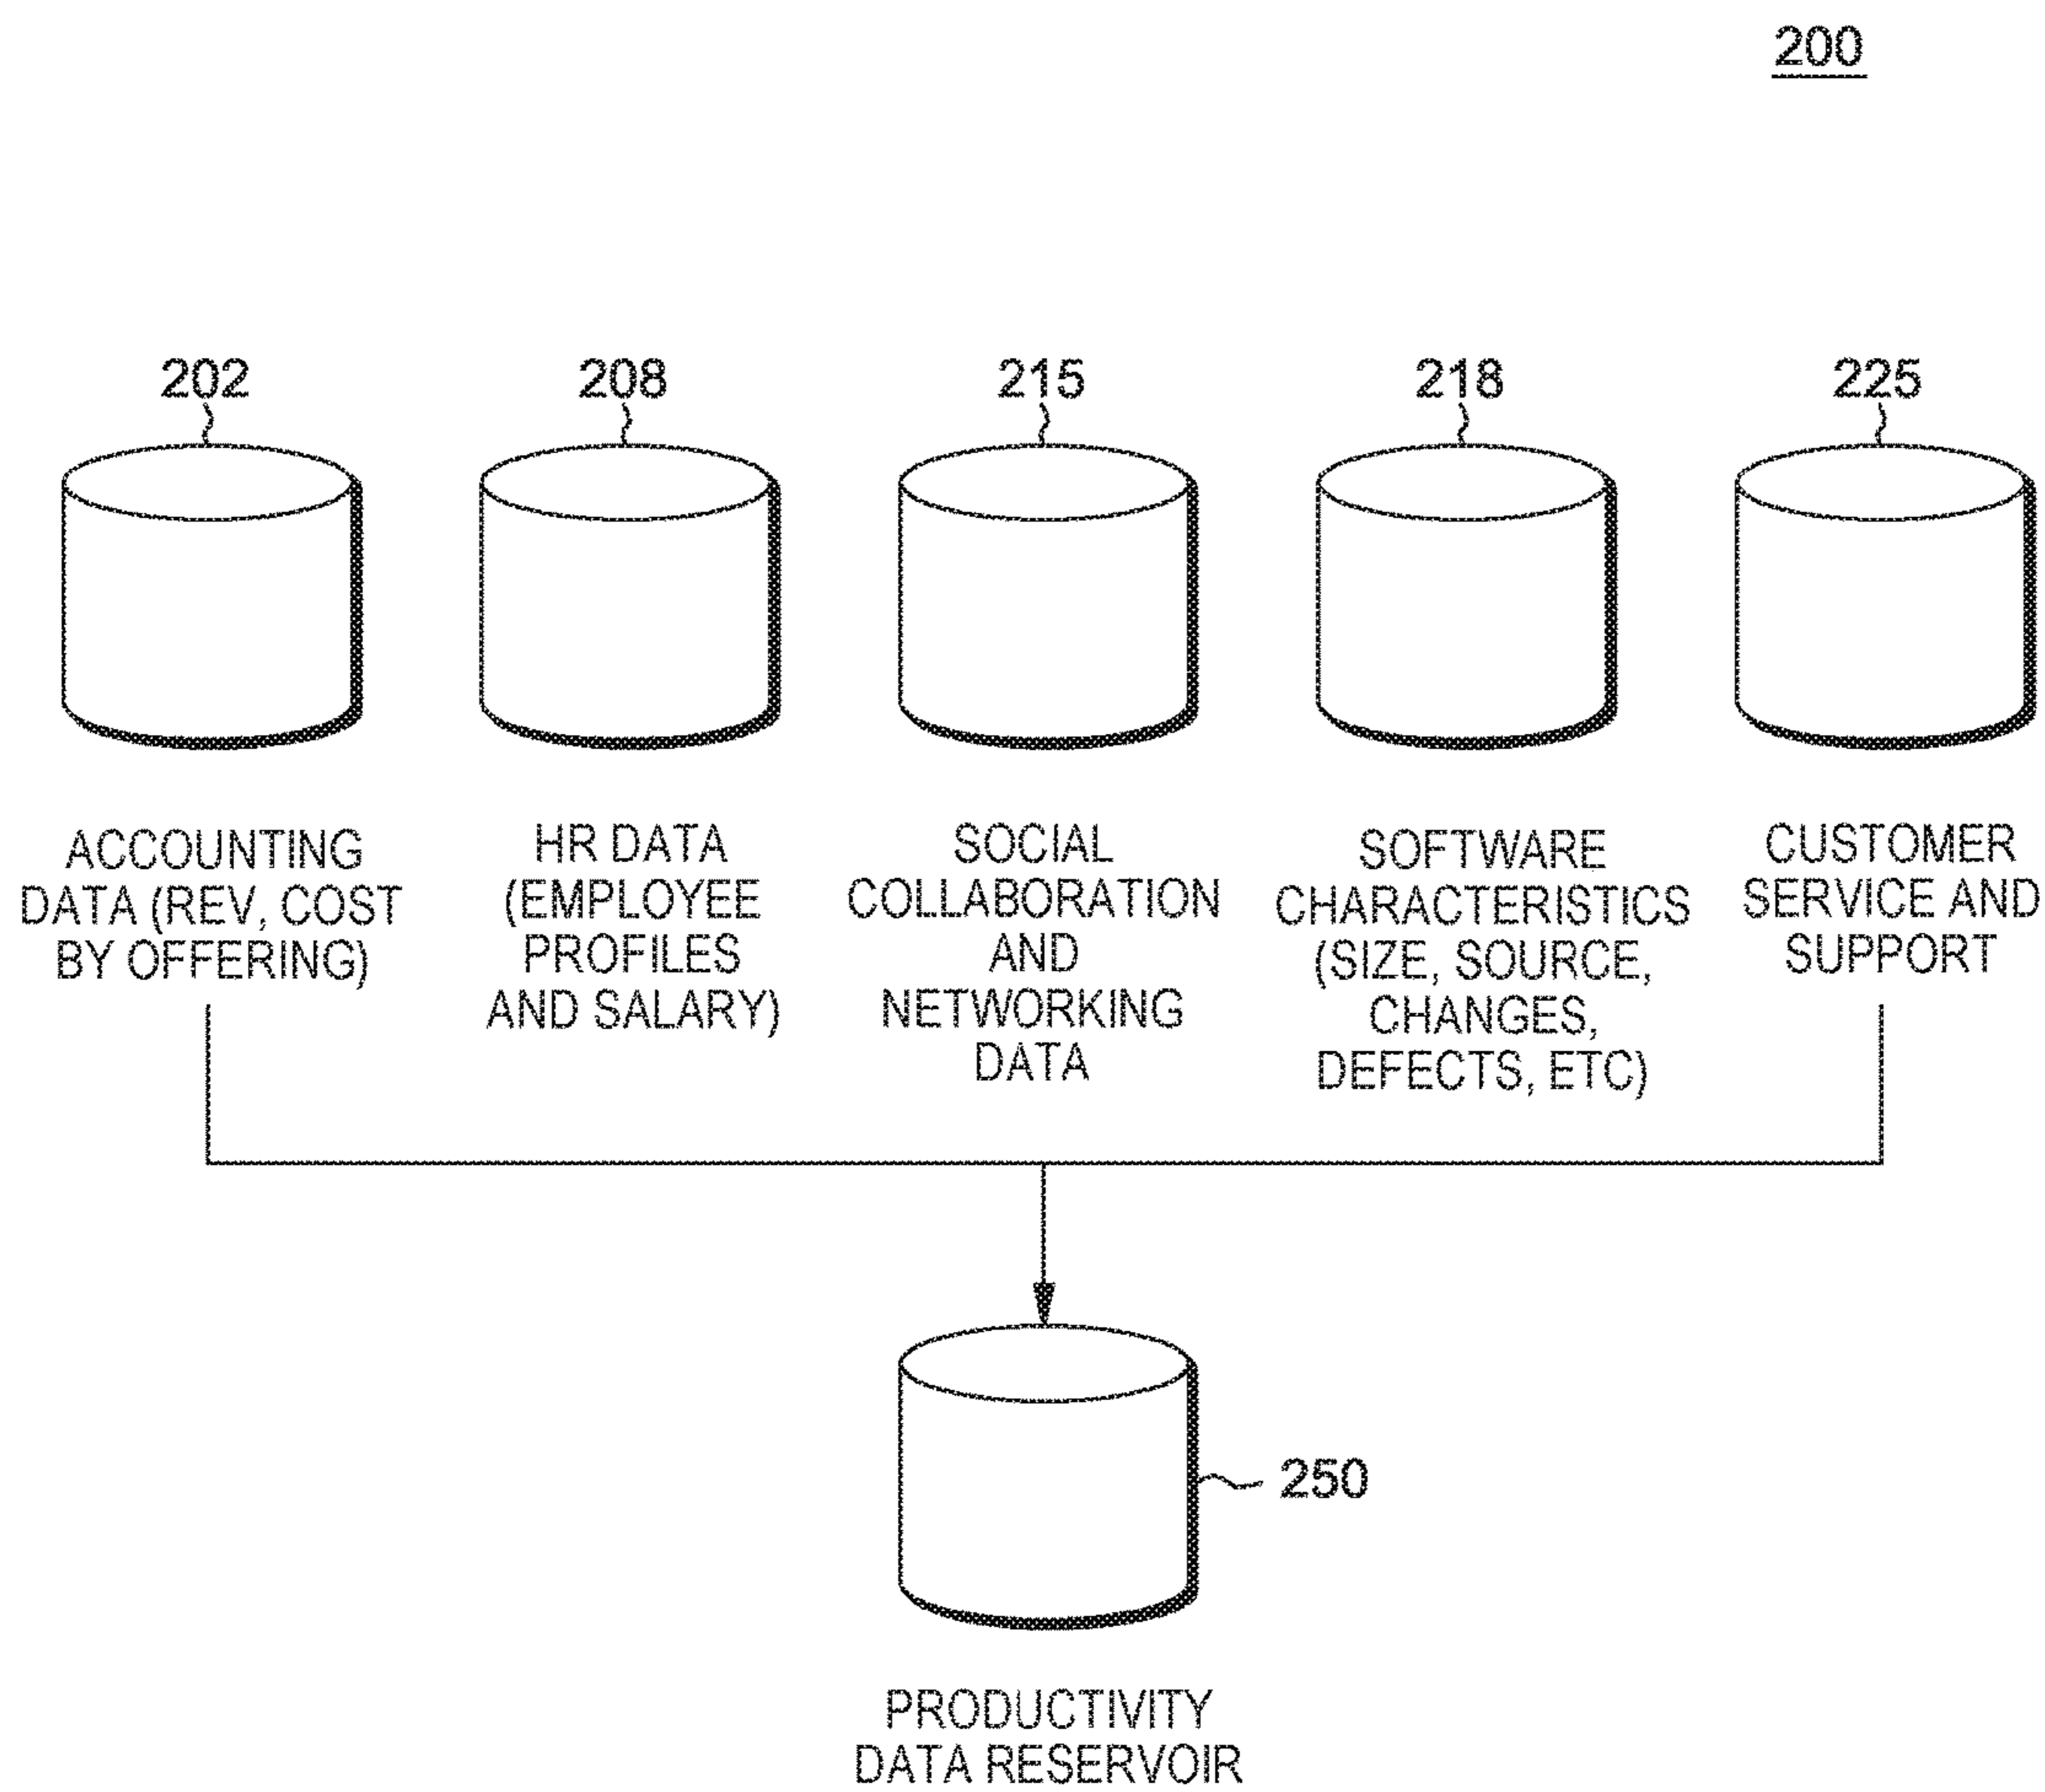 200
202
208
215
218
225
ACCOUNTING
DATA (REV, COST
BY OFFERING)
HR DATA
(EMPLOYEE
PROFILES
AND SALARY)
SOCIAL
COLLABORATION
AND
NETWORKING
DATA
SOFTWARE
CHARACTERISTICS
(SIZE, SOURCE,
CHANGES,
DEFECTS, ETC)
CUSTOMER
SERVICE AND
SUPPORT
250
PRODUCTIVITY
DATA RESERVOIR